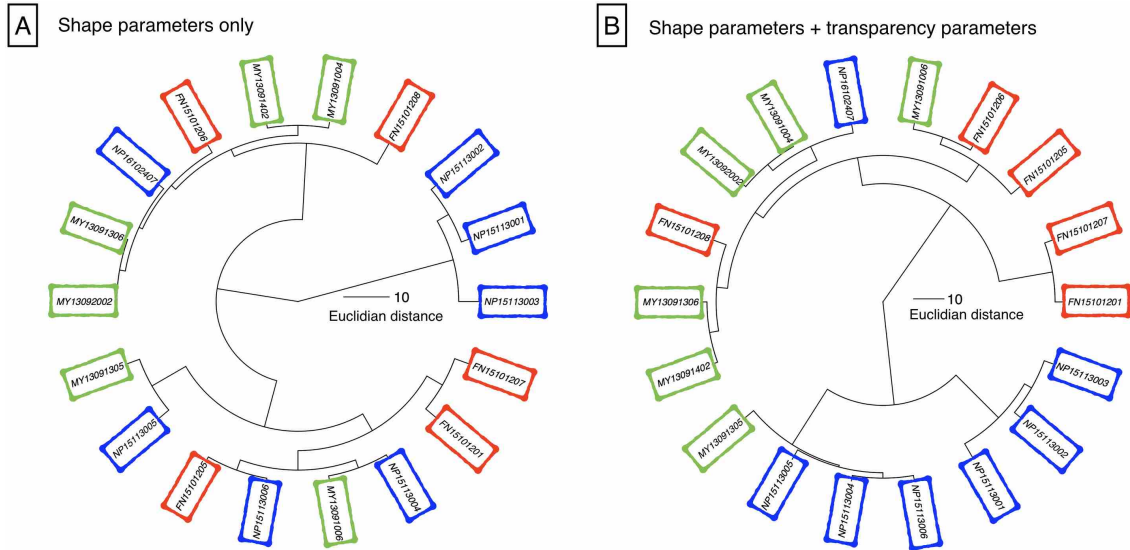 A Shape parameters only
MY13091402
MY13091004
FN15101208
FN15101206
NP15113002
NP16102407
NP15113001
MY13091306
MY13092002
NP15113003
10
Euclidian distance
MY13091305
FN15101207
NP15113005
FN15101201
FN15101205
NP15113006
MY13091006
NP15113004
B Shape parameters + transparency parameters
NP16102407
MY13091006
MY13091004
FN15101206
MY13092002
FN15101205
FN15101208
FN15101207
MY13091306
FN15101201
10
Euclidian distance
MY13091402
NP15113003
MY13091305
NP15113002
NP15113005
NP15113001
NP15113004
NP15113006